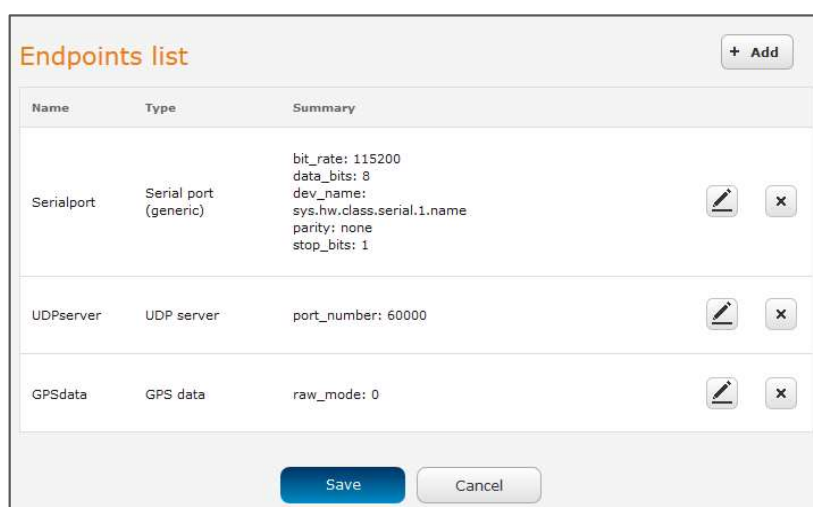 Endpoints list
+ Add
Name Type Summary
Serialport
Serial port
(generic)
bit_rate: 115200
data_bits: 8
dev_name:
sys.hw.class.serial.1.name
parity: none
stop_bits: 1
UDPserver UDP server port_number: 60000
GPSdata GPS data raw_mode: 0
Save Cancel